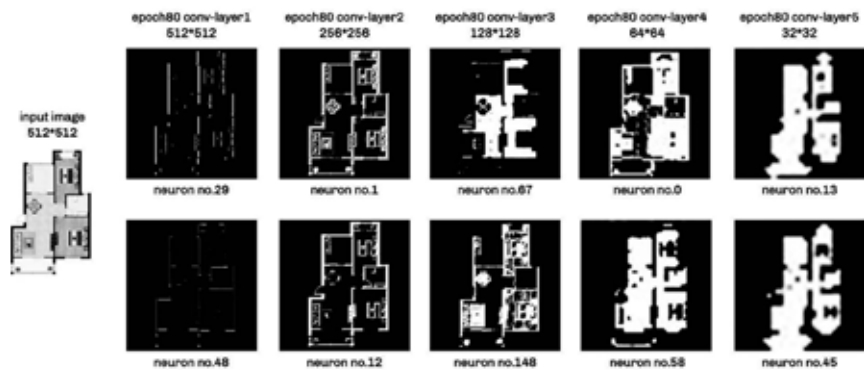 epoch80 conv-layer1
512*512
epoch80 conv-layer2
256*256
epoch80 conv-layer3
128*128
epoch80 conv-layer4
64*64
epoch80 conv-layer5
32*32
input image
512*512
neuron no.29
neuron no.1
neuron no.67
neuron no.0
neuron no.13
neuron no.48
neuron no.12
neuron no.148
neuron no.58
neuron no.45